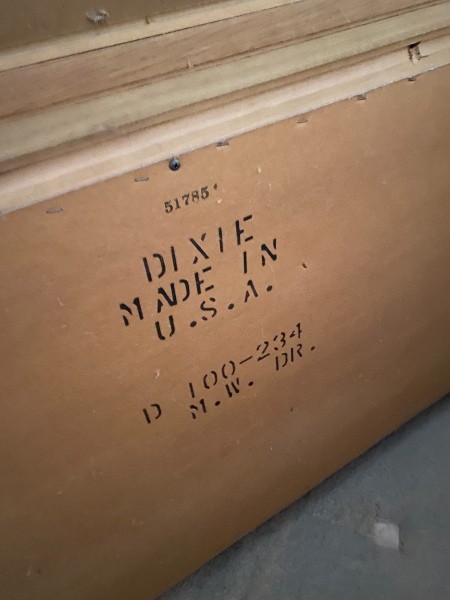 51785
DIXIE
MADE IN
U.S.A.
D 100-234
M.W. DR.